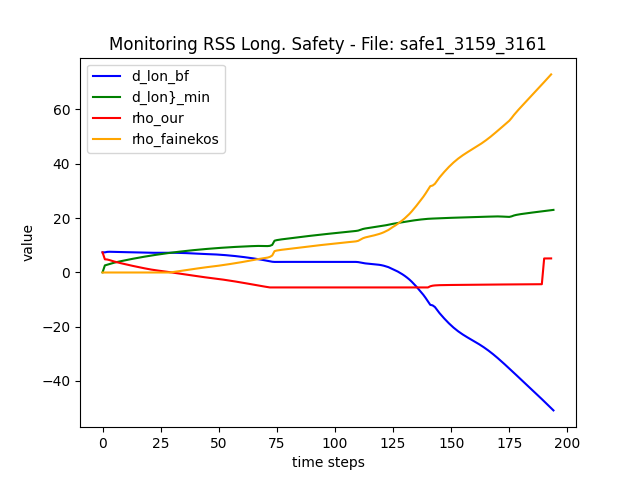 Monitoring RSS Long. Safety - File: safe1_3159_3161
d_lon_bf
d_lon}_min
rho_our
rho_fainekos
value
60
40
20
0
−20
−40
0 25 50 75 100 125 150 175 200
time steps